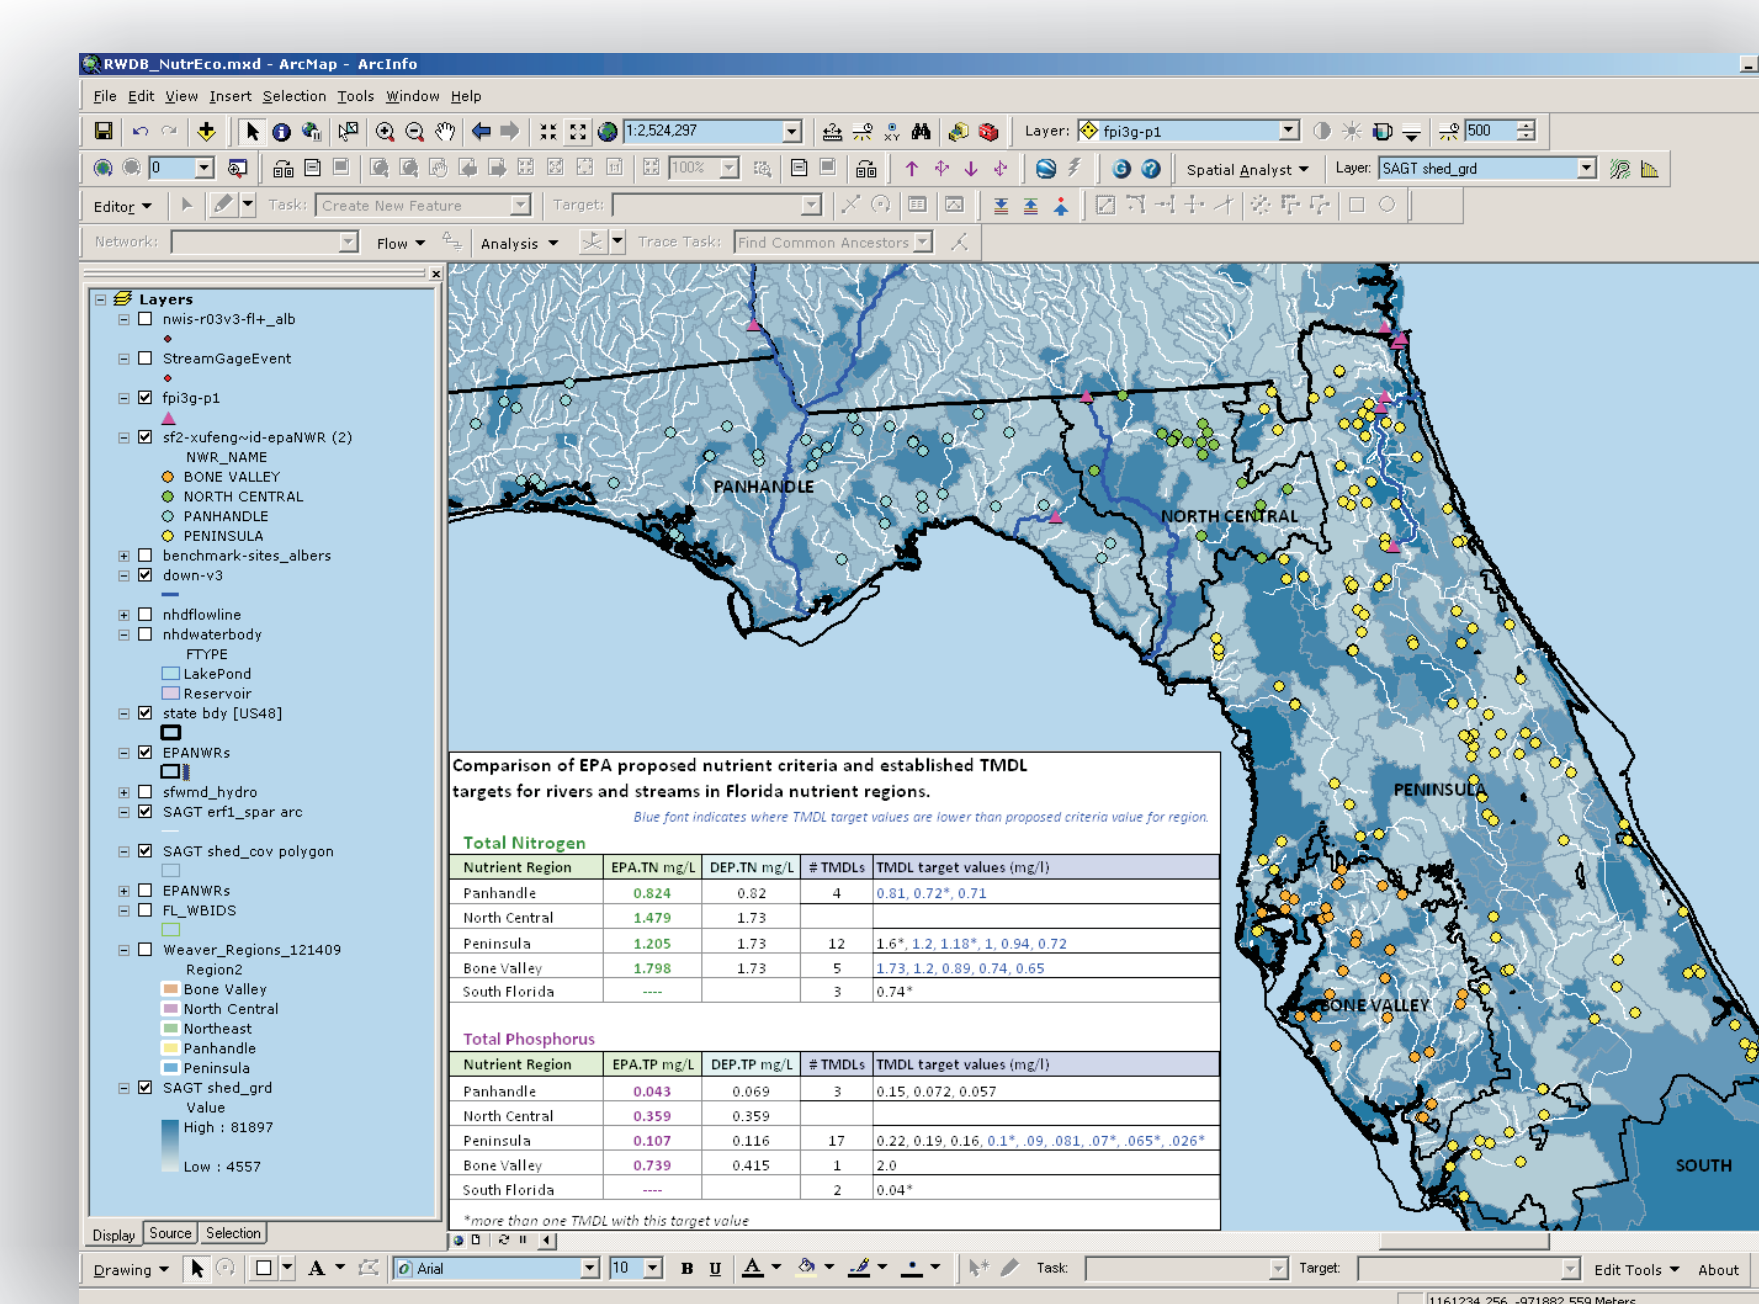 RWDB_NutrEco.mxd - ArcMap - ArcInfo
File Edit View Insert Selection Tools Window Help
1:2,524,297 Layer: fpi3g-p1 500
0 100% Spatial Analyst Layer: SAGT shed_grd
Editor Task: Create New Feature Target:
Network: Flow Analysis Trace Task: Find Common Ancestors
Layers
nwis-r03v3-fl+_alb
StreamGageEvent
fpi3g-p1
sf2-xufeng~id-epaNWR (2)
NWR_NAME
BONE VALLEY
NORTH CENTRAL
PANHANDLE
PENINSULA
benchmark-sites_albers
down-v3
nhdflowline
nhdwaterbody
FTYPE
LakePond
Reservoir
state bdy [US48]
EPANWRs
sfwmd_hydro
SAGT erf1_spar arc
SAGT shed_cov polygon
EPANWRs
FL_WBIDS
Weaver_Regions_121409
Region2
Bone Valley
North Central
Northeast
Panhandle
Peninsula
SAGT shed_grd
Value
High : 81897
Low : 4557
Display Source Selection
PANHANDLE
NORTH CENTRAL
PENINSULA
BONE VALLEY
SOUTH
Comparison of EPA proposed nutrient criteria and established TMDL
targets for rivers and streams in Florida nutrient regions.
Blue font indicates where TMDL target values are lower than proposed criteria value for region.
Total Nitrogen
Nutrient Region EPA.TN mg/L DEP.TN mg/L # TMDLs TMDL target values (mg/l)
Panhandle 0.824 0.82 4 0.81, 0.72*, 0.71
North Central 1.479 1.73
Peninsula 1.205 1.73 12 1.6*, 1.2, 1.18*, 1, 0.94, 0.72
Bone Valley 1.798 1.73 5 1.73, 1.2, 0.89, 0.74, 0.65
South Florida ---- 3 0.74*
Total Phosphorus
Nutrient Region EPA.TP mg/L DEP.TP mg/L # TMDLs TMDL target values (mg/l)
Panhandle 0.043 0.069 3 0.15, 0.072, 0.057
North Central 0.359 0.359
Peninsula 0.107 0.116 17 0.22, 0.19, 0.16, 0.1*, .09, .081, .07*, .065*, .026*
Bone Valley 0.739 0.415 1 2.0
South Florida ---- 2 0.04*
*more than one TMDL with this target value
Drawing A Arial 10 B U A Task: Target: Edit Tools About
1161234.256 -971882.559 Meters